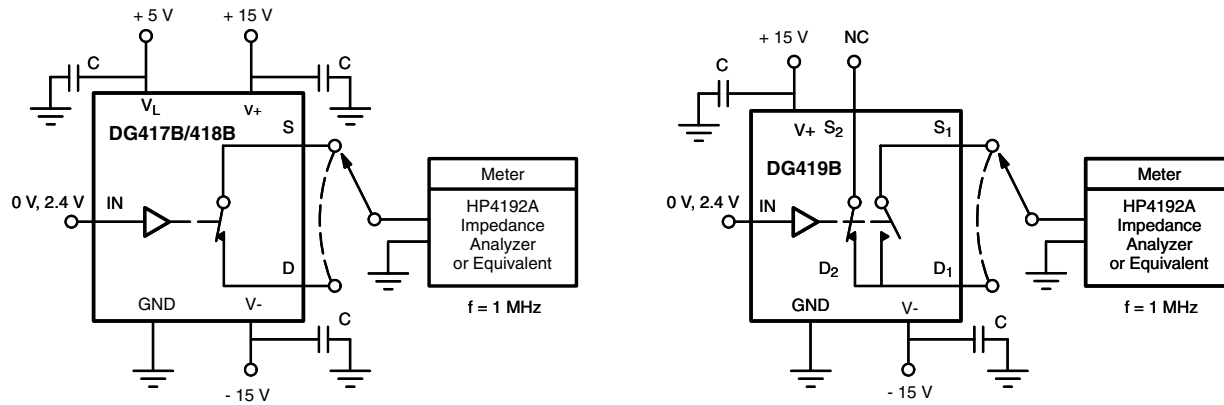 + 5 V
+ 15 V
C
C
VL
V+
DG417B/418B
S
0 V, 2.4 V
IN
D
GND
V-
C
- 15 V
Meter
HP4192A
Impedance
Analyzer
or Equivalent
f = 1 MHz
+ 15 V
NC
C
V+
S2
S1
DG419B
0 V, 2.4 V
IN
D2
D1
GND
V-
C
- 15 V
Meter
HP4192A
Impedance
Analyzer
or Equivalent
f = 1 MHz